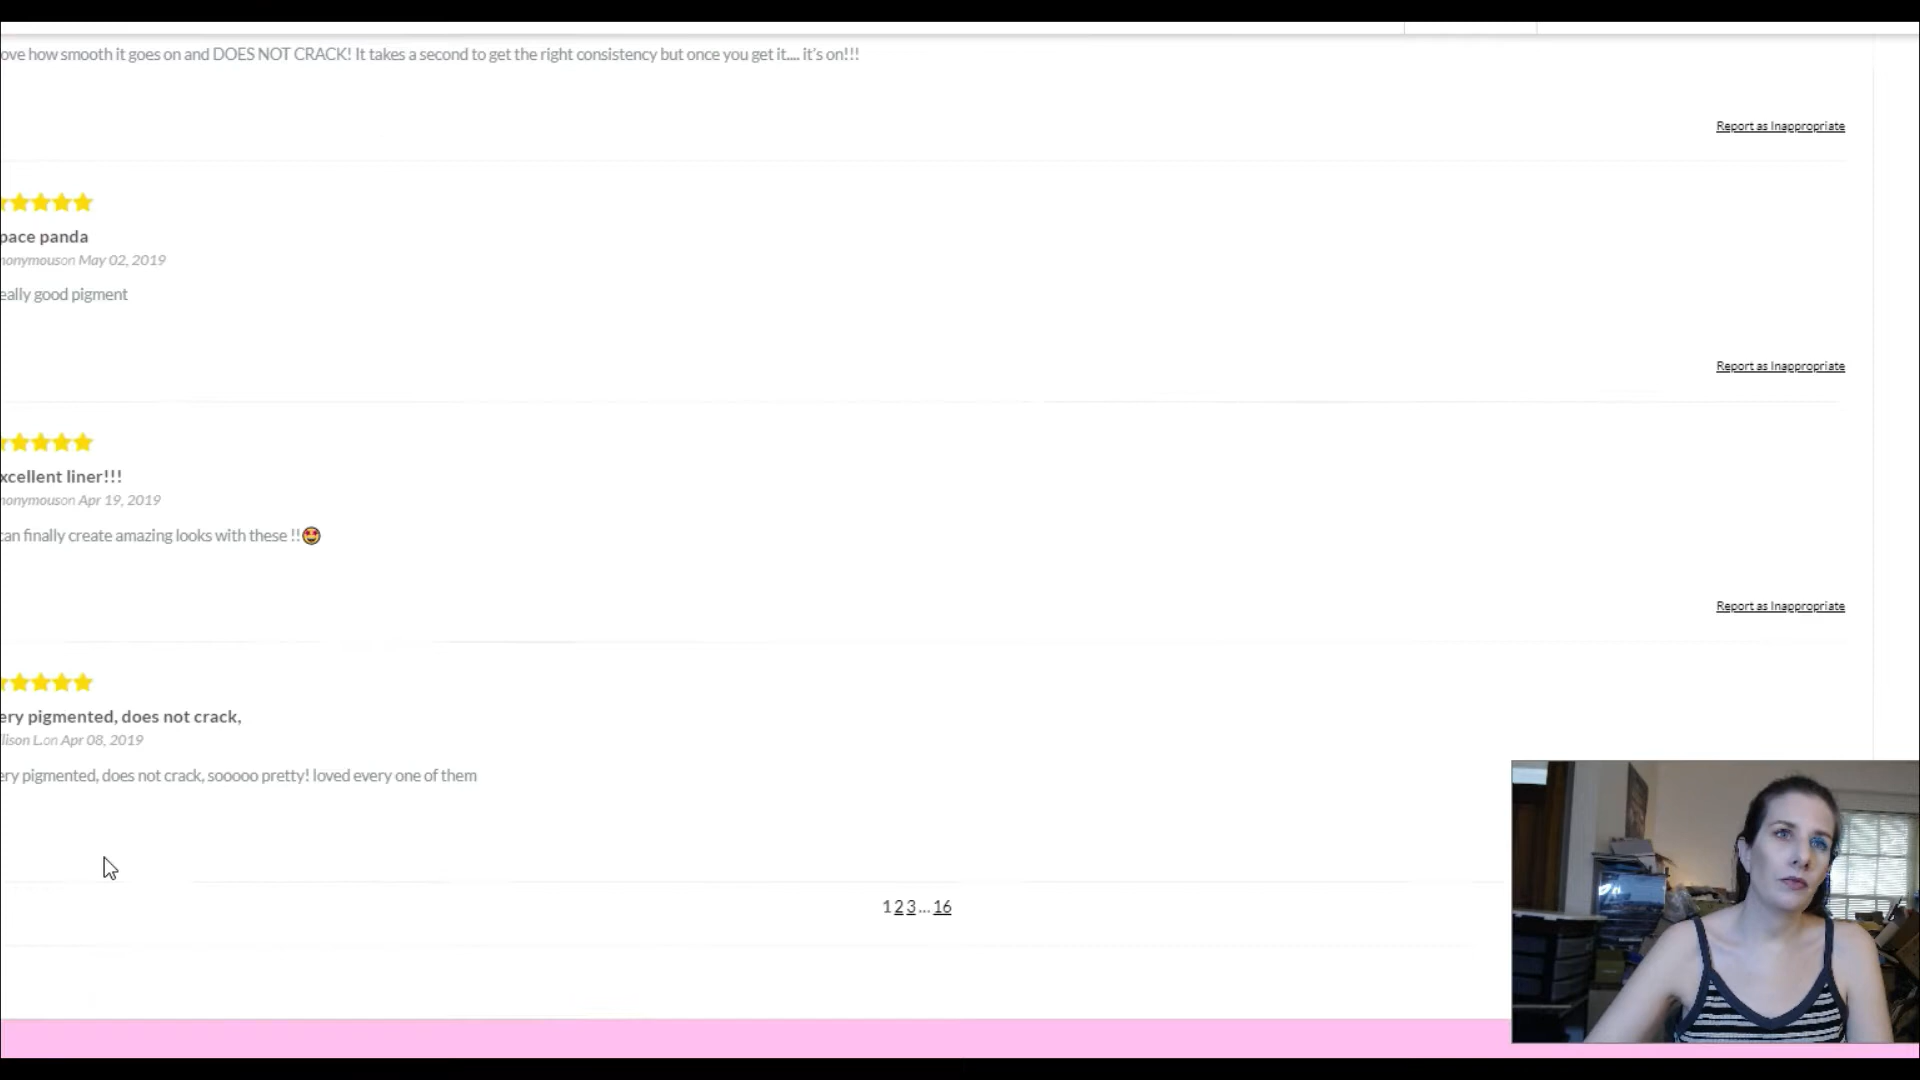 ove how smooth it goes on and DOES NOT CRACK! It takes a second to get the right consistency but once you get it.... it's on!!!
Report as Inappropriate
pace panda
nonymouson May 02, 2019
eally good pigment
Report as Inappropriate
xcellent liner!!!
nonymouson Apr 19, 2019
can finally create amazing looks with these !!😍
Report as Inappropriate
ery pigmented, does not crack,
llison L.on Apr 08, 2019
ery pigmented, does not crack, sooooo pretty! loved every one of them
1 2 3 ... 16